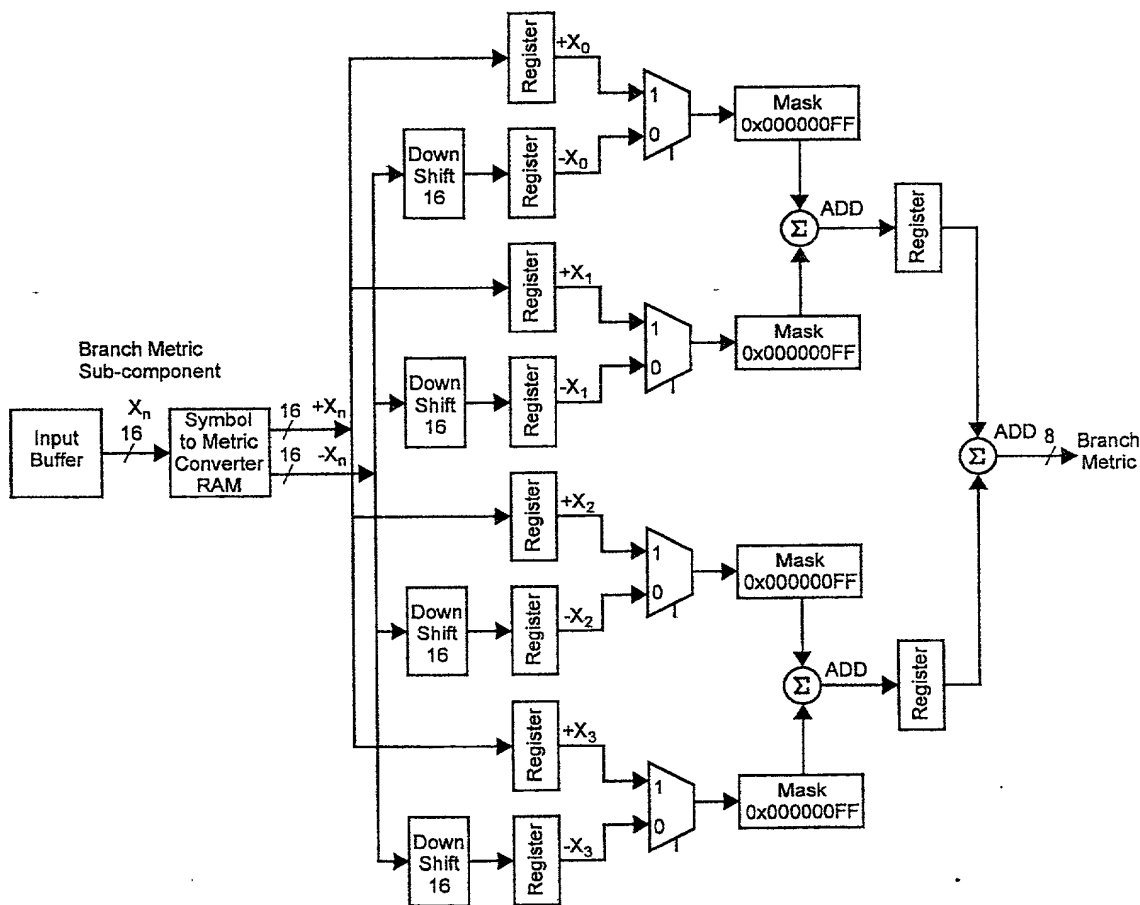 Register
+X0
1
0
Mask
0x000000FF
Down
Shift
16
Register
-X0
ADD
Σ
Register
Register
+X1
1
0
Mask
0x000000FF
Branch Metric
Sub-component
Down
Shift
16
Register
-X1
Input
Buffer
Xn
16
Symbol
to Metric
Converter
RAM
16 +Xn
16 -Xn
Σ
ADD 8
Branch
Metric
Register
+X2
1
0
Mask
0x000000FF
Down
Shift
16
Register
-X2
ADD
Σ
Register
Register
+X3
1
0
Mask
0x000000FF
Down
Shift
16
Register
-X3